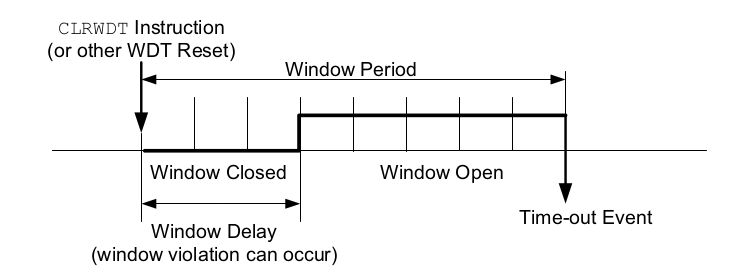 CLRWDT Instruction
(or other WDT Reset)
Window Period
Window Closed
Window Open
Window Delay
(window violation can occur)
Time-out Event